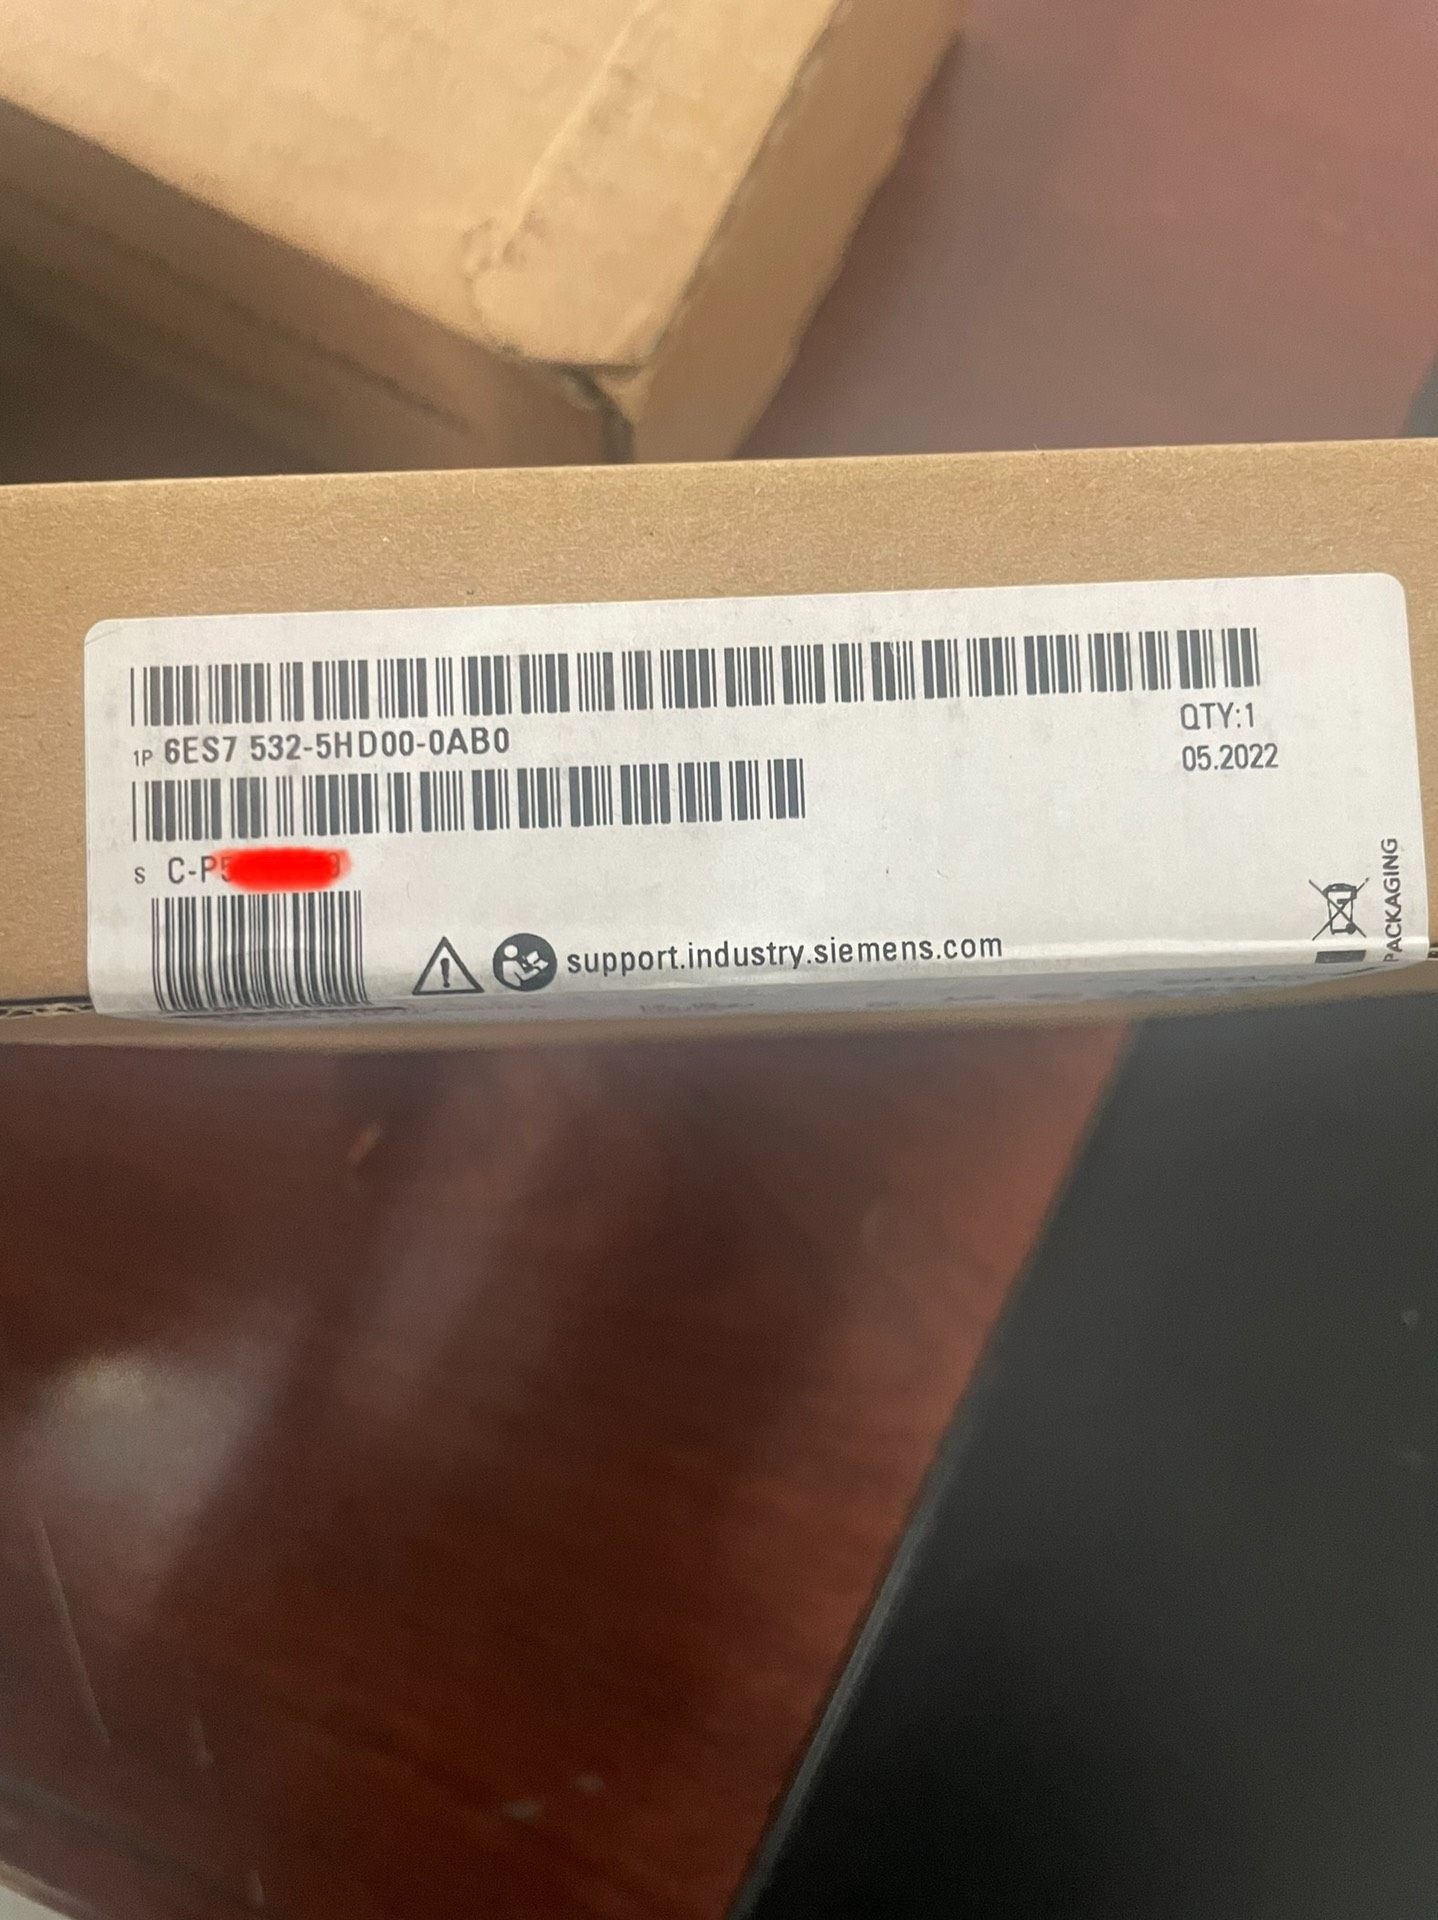 1P 6ES7 532-5HD00-0AB0
QTY:1
05.2022
S C-P
support.industry.siemens.com
PACKAGING